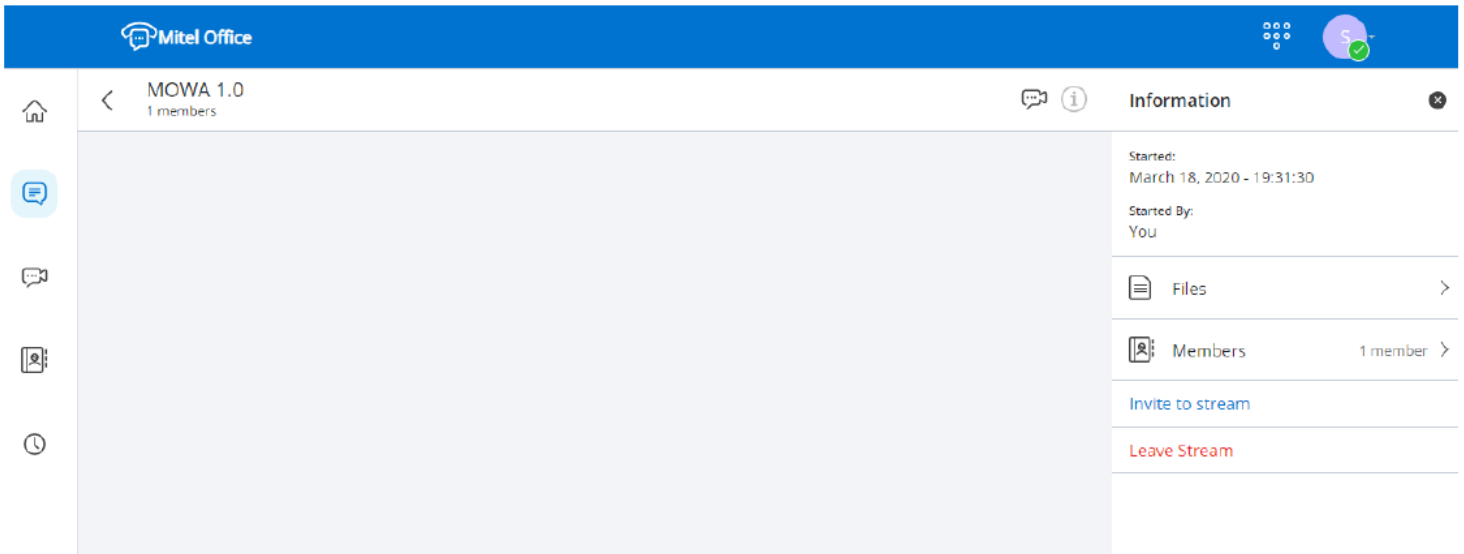 Mitel Office
S
MOWA 1.0
1 members
Information
Started:
March 18, 2020 - 19:31:30
Started By:
You
Files
Members 1 member
Invite to stream
Leave Stream